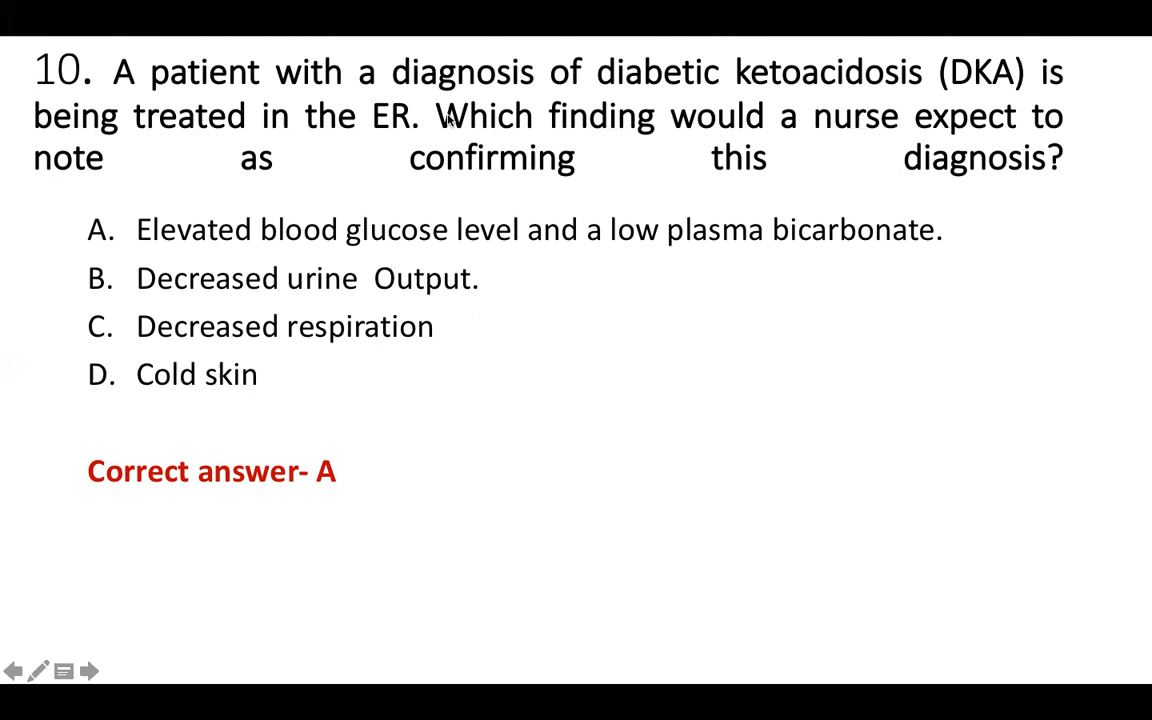 10. A patient with a diagnosis of diabetic ketoacidosis (DKA) is
being treated in the ER. Which finding would a nurse expect to
note as confirming this diagnosis?
A. Elevated blood glucose level and a low plasma bicarbonate.
B. Decreased urine Output.
C. Decreased respiration
D. Cold skin
Correct answer- A